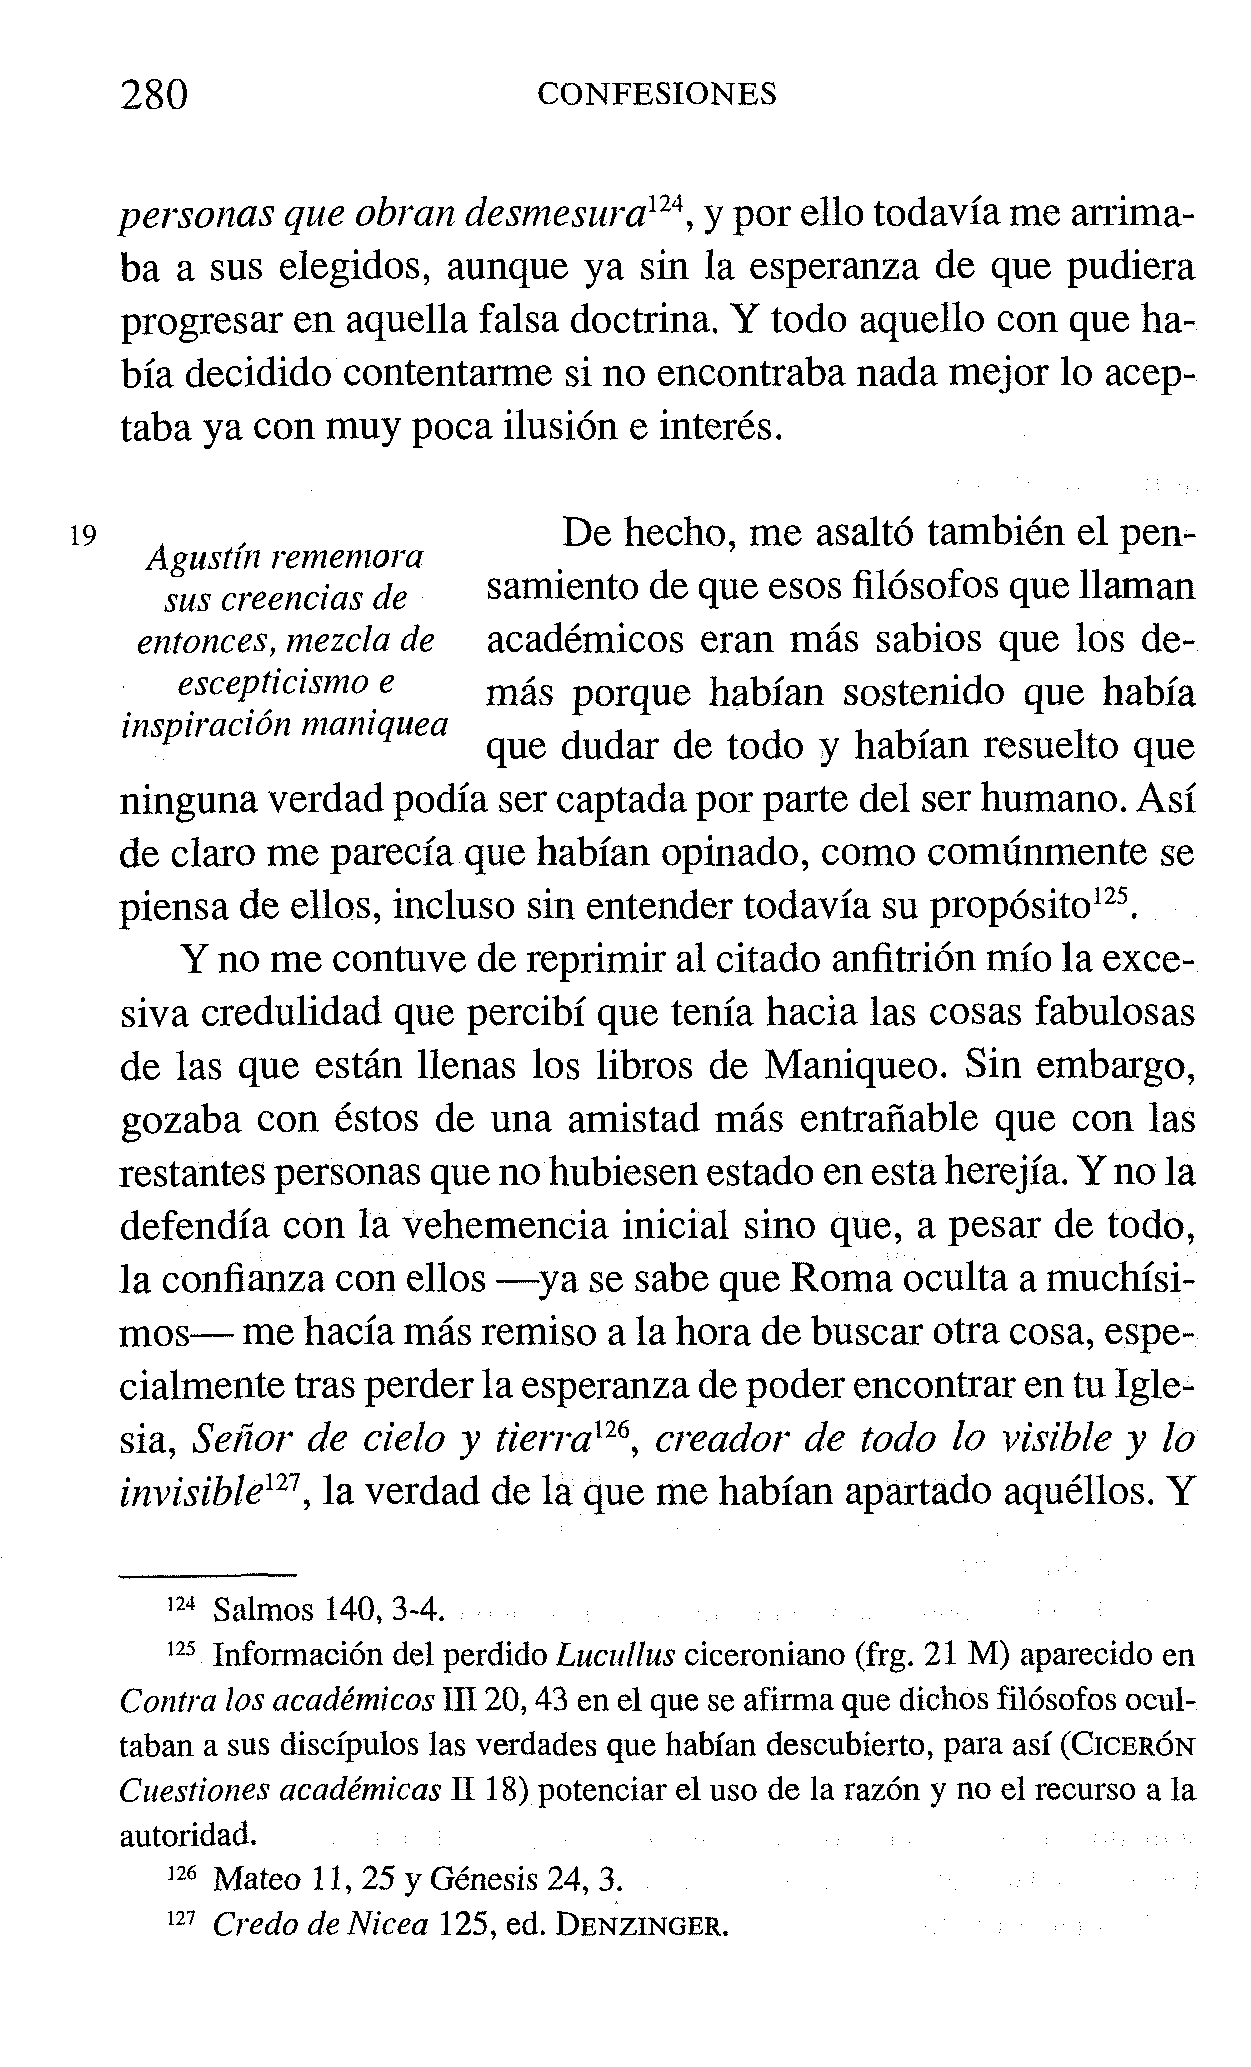 280 CONFESIONES
personas que obran desmesura¹²⁴, y por ello todavía me arrima-
ba a sus elegidos, aunque ya sin la esperanza de que pudiera
progresar en aquella falsa doctrina. Y todo aquello con que ha-
bía decidido contentarme si no encontraba nada mejor lo acep-
taba ya con muy poca ilusión e interés.
19
Agustín rememora
sus creencias de
entonces, mezcla de
escepticismo e
inspiración maniquea
De hecho, me asaltó también el pen-
samiento de que esos filósofos que llaman
académicos eran más sabios que los de-
más porque habían sostenido que había
que dudar de todo y habían resuelto que
ninguna verdad podía ser captada por parte del ser humano. Así
de claro me parecía que habían opinado, como comúnmente se
piensa de ellos, incluso sin entender todavía su propósito¹²⁵.
Y no me contuve de reprimir al citado anfitrión mío la exce-
siva credulidad que percibí que tenía hacia las cosas fabulosas
de las que están llenas los libros de Maniqueo. Sin embargo,
gozaba con éstos de una amistad más entrañable que con las
restantes personas que no hubiesen estado en esta herejía. Y no la
defendía con la vehemencia inicial sino que, a pesar de todo,
la confianza con ellos —ya se sabe que Roma oculta a muchísi-
mos— me hacía más remiso a la hora de buscar otra cosa, espe-
cialmente tras perder la esperanza de poder encontrar en tu Igle-
sia, Señor de cielo y tierra¹²⁶, creador de todo lo visible y lo
invisible¹²⁷, la verdad de la que me habían apartado aquéllos. Y
¹²⁴ Salmos 140, 3-4.
¹²⁵ Información del perdido Lucullus ciceroniano (frg. 21 M) aparecido en
Contra los académicos III 20, 43 en el que se afirma que dichos filósofos ocul-
taban a sus discípulos las verdades que habían descubierto, para así (CICERÓN
Cuestiones académicas II 18) potenciar el uso de la razón y no el recurso a la
autoridad.
¹²⁶ Mateo 11, 25 y Génesis 24, 3.
¹²⁷ Credo de Nicea 125, ed. DENZINGER.